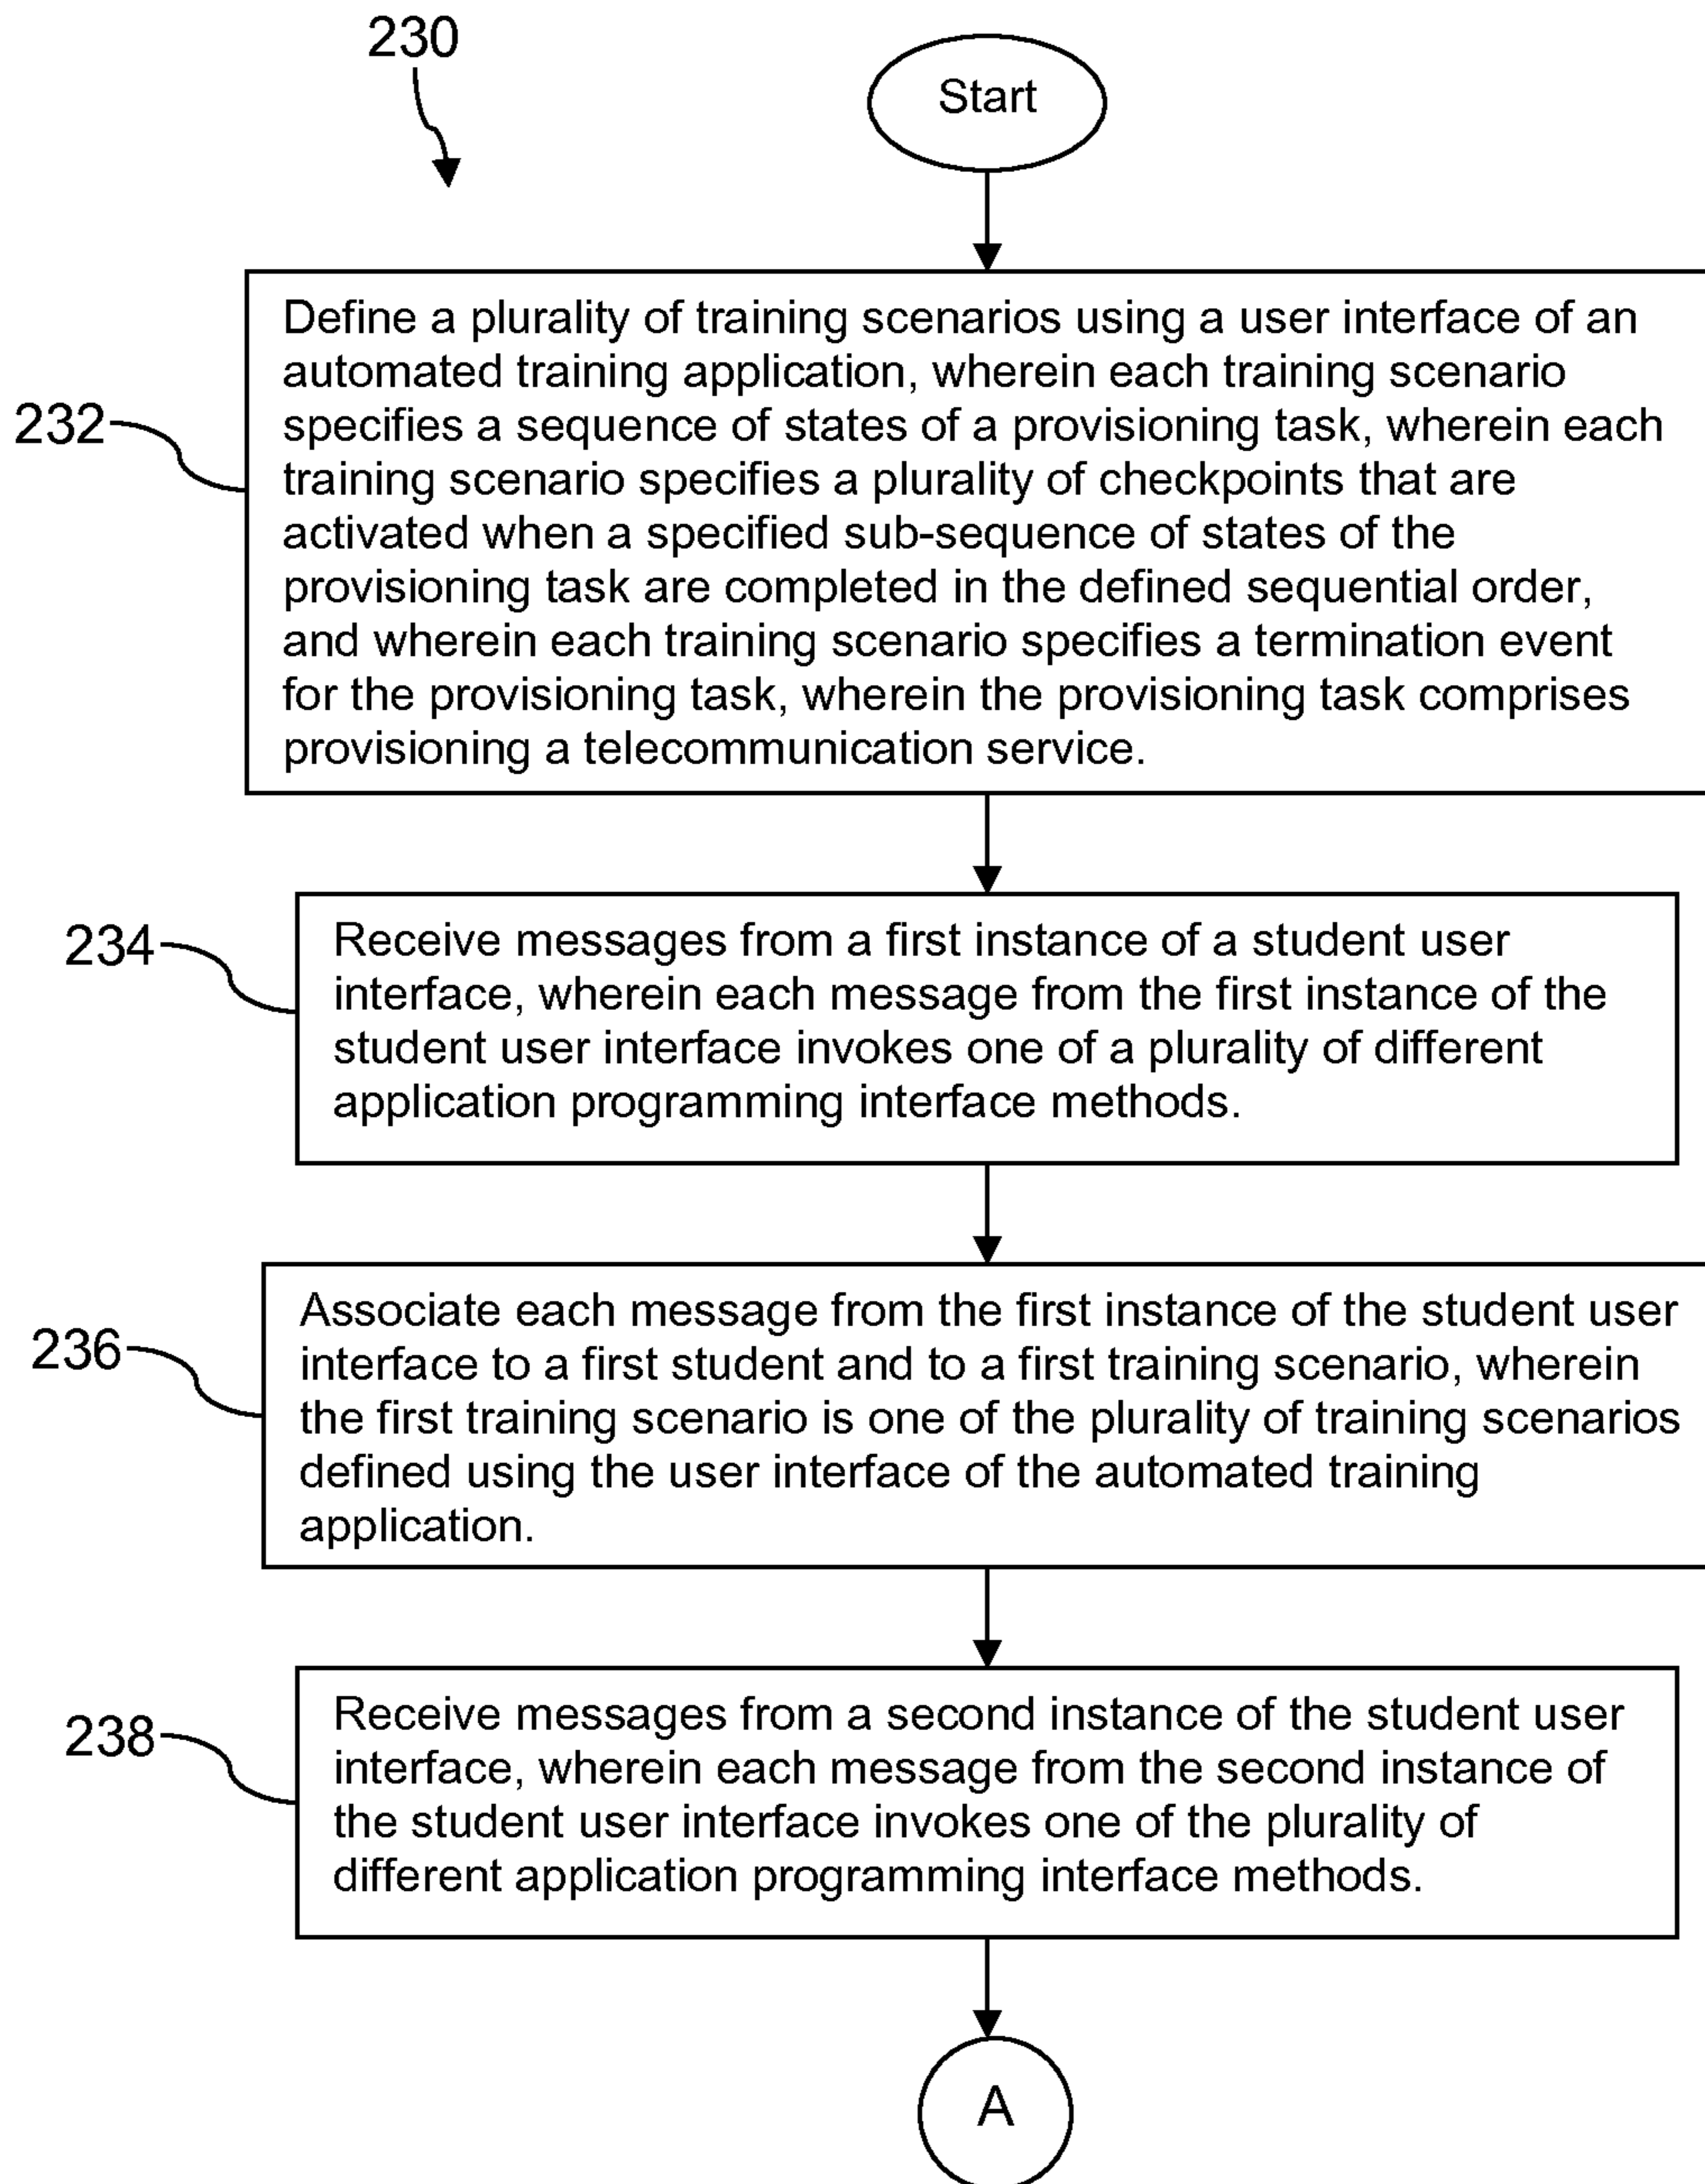 230
Start
232
Define a plurality of training scenarios using a user interface of an
automated training application, wherein each training scenario
specifies a sequence of states of a provisioning task, wherein each
training scenario specifies a plurality of checkpoints that are
activated when a specified sub-sequence of states of the
provisioning task are completed in the defined sequential order,
and wherein each training scenario specifies a termination event
for the provisioning task, wherein the provisioning task comprises
provisioning a telecommunication service.
234
Receive messages from a first instance of a student user
interface, wherein each message from the first instance of the
student user interface invokes one of a plurality of different
application programming interface methods.
236
Associate each message from the first instance of the student user
interface to a first student and to a first training scenario, wherein
the first training scenario is one of the plurality of training scenarios
defined using the user interface of the automated training
application.
238
Receive messages from a second instance of the student user
interface, wherein each message from the second instance of
the student user interface invokes one of the plurality of
different application programming interface methods.
A